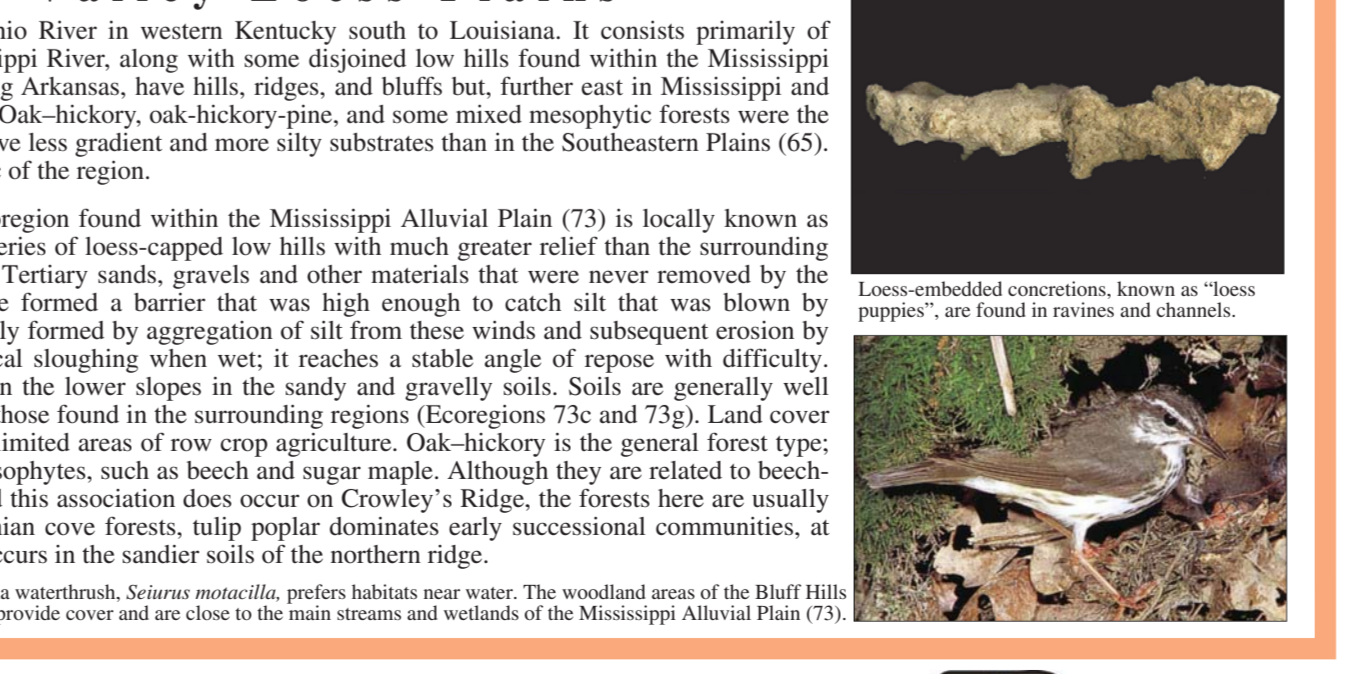 nio River in western Kentucky south to Louisiana. It consists primarily of
ippi River, along with some disjoined low hills found within the Mississippi
g Arkansas, have hills, ridges, and bluffs but, further east in Mississippi and
Oak–hickory, oak-hickory-pine, and some mixed mesophytic forests were the
ve less gradient and more silty substrates than in the Southeastern Plains (65).
of the region.
region found within the Mississippi Alluvial Plain (73) is locally known as
eries of loess-capped low hills with much greater relief than the surrounding
Tertiary sands, gravels and other materials that were never removed by the
e formed a barrier that was high enough to catch silt that was blown by
ly formed by aggregation of silt from these winds and subsequent erosion by
cal sloughing when wet; it reaches a stable angle of repose with difficulty.
n the lower slopes in the sandy and gravelly soils. Soils are generally well
those found in the surrounding regions (Ecoregions 73c and 73g). Land cover
limited areas of row crop agriculture. Oak–hickory is the general forest type;
sophytes, such as beech and sugar maple. Although they are related to beech-
l this association does occur on Crowley's Ridge, the forests here are usually
nian cove forests, tulip poplar dominates early successional communities, at
ccurs in the sandier soils of the northern ridge.
a waterthrush, Seiurus motacilla, prefers habitats near water. The woodland areas of the Bluff Hills
provide cover and are close to the main streams and wetlands of the Mississippi Alluvial Plain (73).
Loess-embedded concretions, known as “loess
puppies”, are found in ravines and channels.